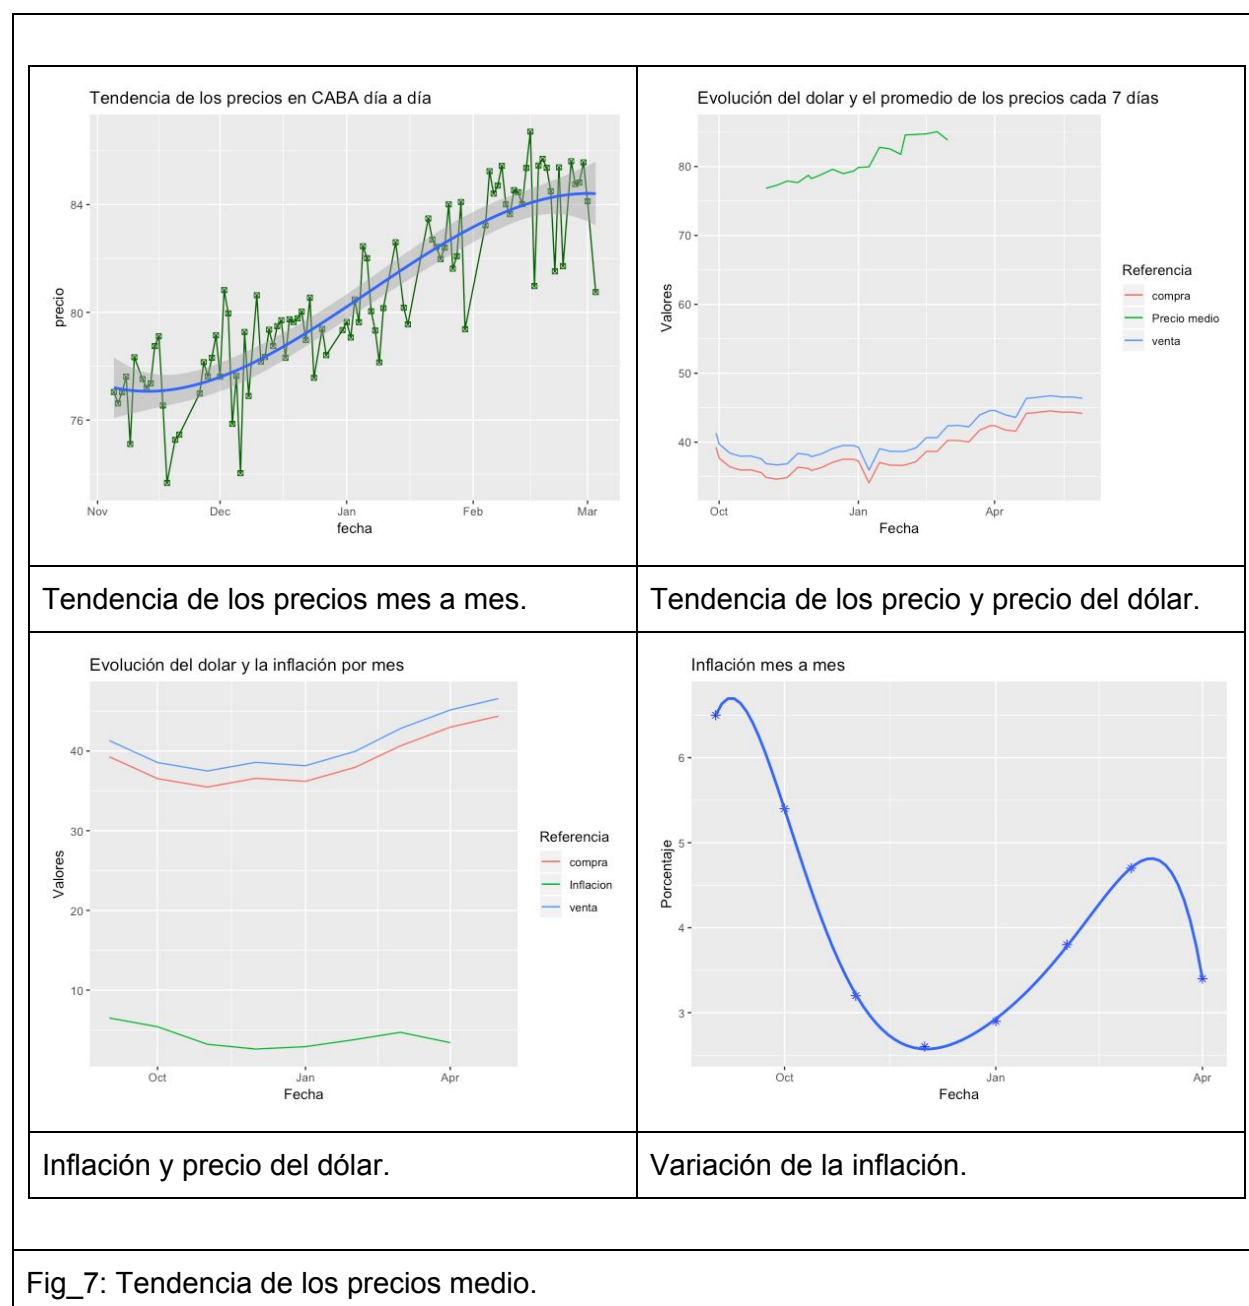 Tendencia de los precios en CABA día a día
84
80
76
precio
Nov Dec Jan Feb Mar
fecha
Evolución del dolar y el promedio de los precios cada 7 días
80
70
60
50
40
Valores
Oct Jan Apr
Fecha
Referencia
compra
Precio medio
venta
Tendencia de los precios mes a mes.
Tendencia de los precio y precio del dólar.
Evolución del dolar y la inflación por mes
40
30
20
10
Valores
Oct Jan Apr
Fecha
Referencia
compra
Inflacion
venta
Inflación mes a mes
6
5
4
3
Porcentaje
Oct Jan Apr
Fecha
Inflación y precio del dólar.
Variación de la inflación.
Fig_7: Tendencia de los precios medio.